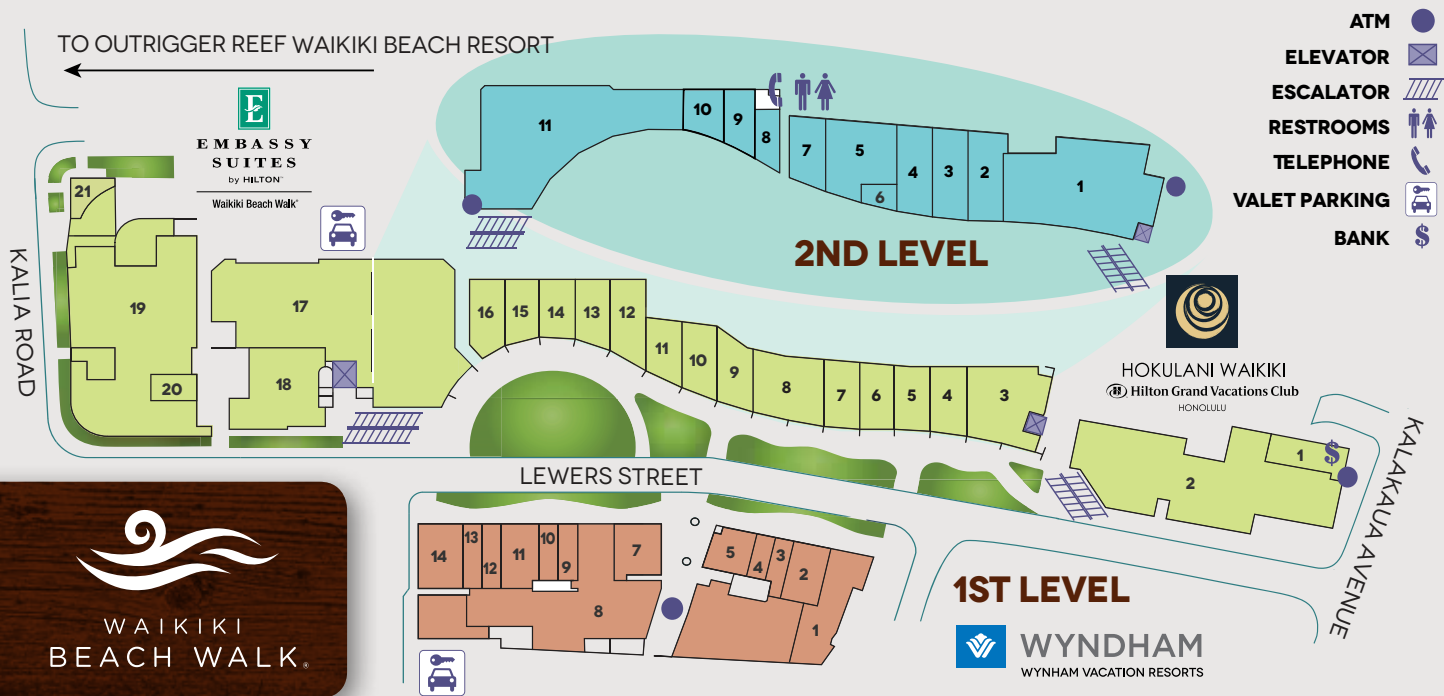 TO OUTRIGGER REEF WAIKIKI BEACH RESORT
E
EMBASSY
SUITES
by HILTON™
Waikiki Beach Walk®
ATM
ELEVATOR
ESCALATOR
RESTROOMS
TELEPHONE
VALET PARKING
BANK $
11
10
9
8
7
5
6
4
3
2
1
2ND LEVEL
KALIA ROAD
21
19
20
17
18
16
15
14
13
12
11
10
9
8
7
6
5
4
3
2
1
$
HOKULANI WAIKIKI
H Hilton Grand Vacations Club
HONOLULU
KALAKAUA AVENUE
LEWERS STREET
14
13
12
11
10
9
8
7
5
4
3
2
1
1ST LEVEL
WYNDHAM
WYNHAM VACATION RESORTS
WAIKIKI
BEACH WALK®